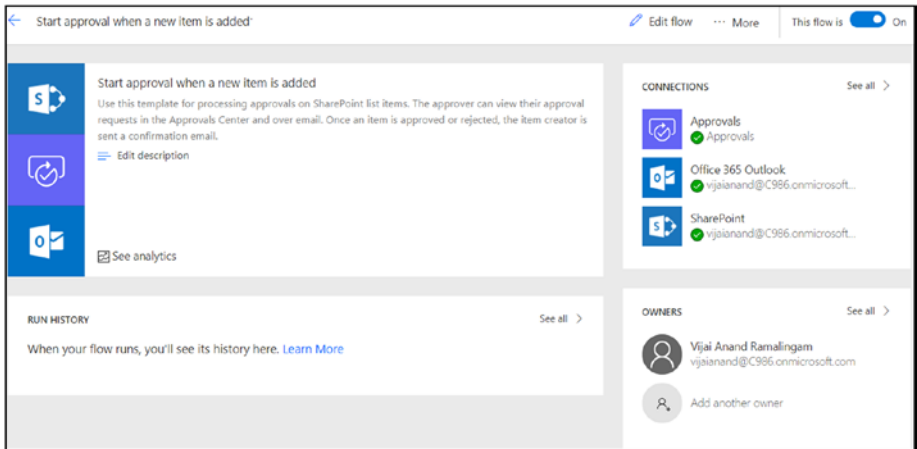 Start approval when a new item is added
Edit flow
··· More
This flow is
On
Start approval when a new item is added
Use this template for processing approvals on SharePoint list items. The approver can view their approval
requests in the Approvals Center and over email. Once an item is approved or rejected, the item creator is
sent a confirmation email.
Edit description
See analytics
RUN HISTORY
See all
When your flow runs, you'll see its history here. Learn More
CONNECTIONS
See all
Approvals
Approvals
Office 365 Outlook
vijaianand@C986.onmicrosoft...
SharePoint
vijaianand@C986.onmicrosoft...
OWNERS
See all
Vijai Anand Ramalingam
vijaianand@C986.onmicrosoft.com
Add another owner